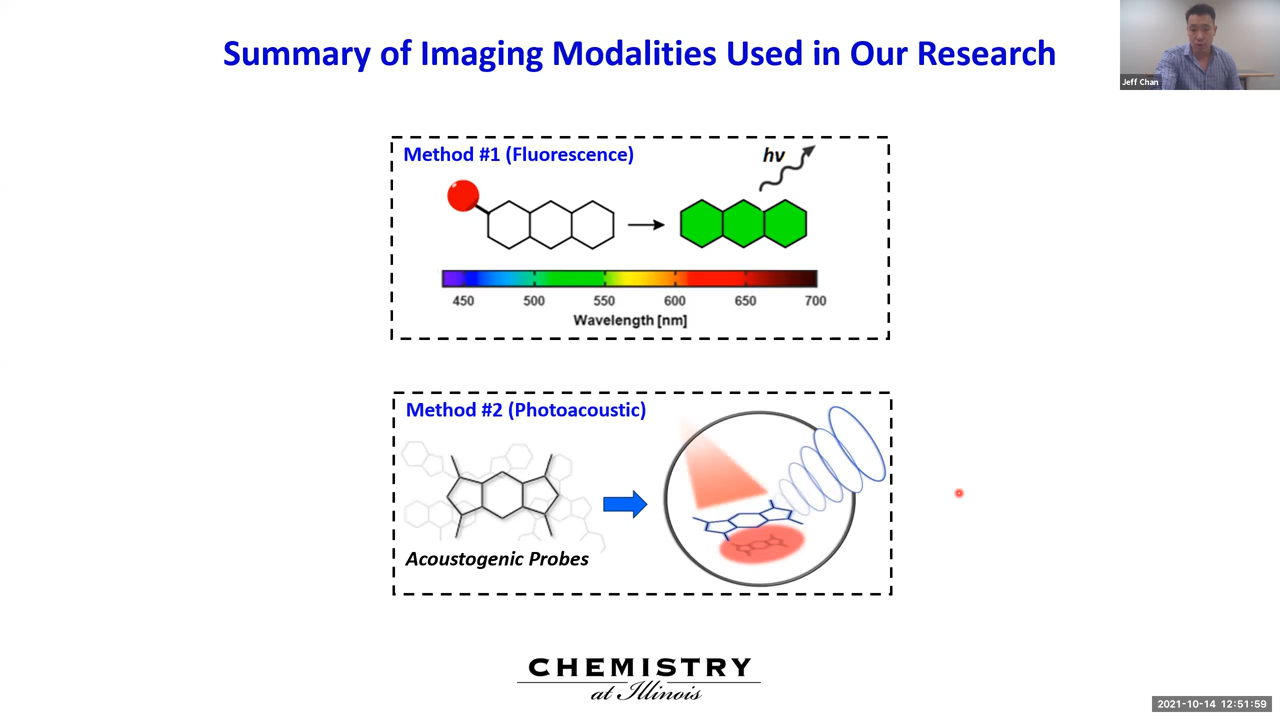 Summary of Imaging Modalities Used in Our Research
Jeff Chan
Method #1 (Fluorescence)
hv
450 500 550 600 650 700
Wavelength [nm]
Method #2 (Photoacoustic)
Acoustogenic Probes
CHEMISTRY
at Illinois
2021-10-14 12:51:59